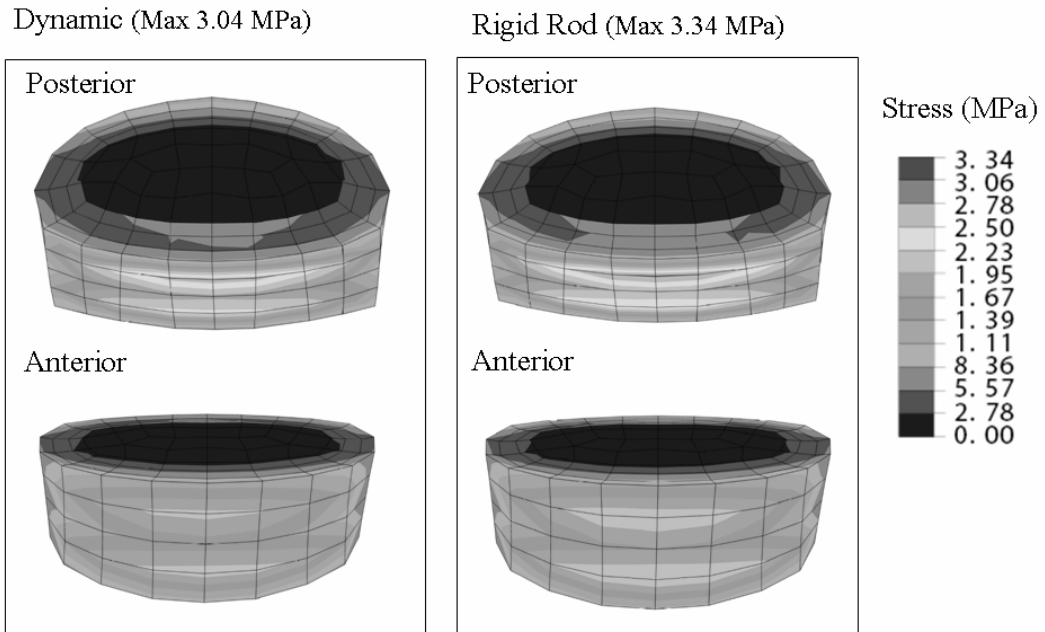 Dynamic (Max 3.04 MPa)
Rigid Rod (Max 3.34 MPa)
Posterior
Posterior
Anterior
Anterior
Stress (MPa)
3. 34
3. 06
2. 78
2. 50
2. 23
1. 95
1. 67
1. 39
1. 11
8. 36
5. 57
2. 78
0. 00